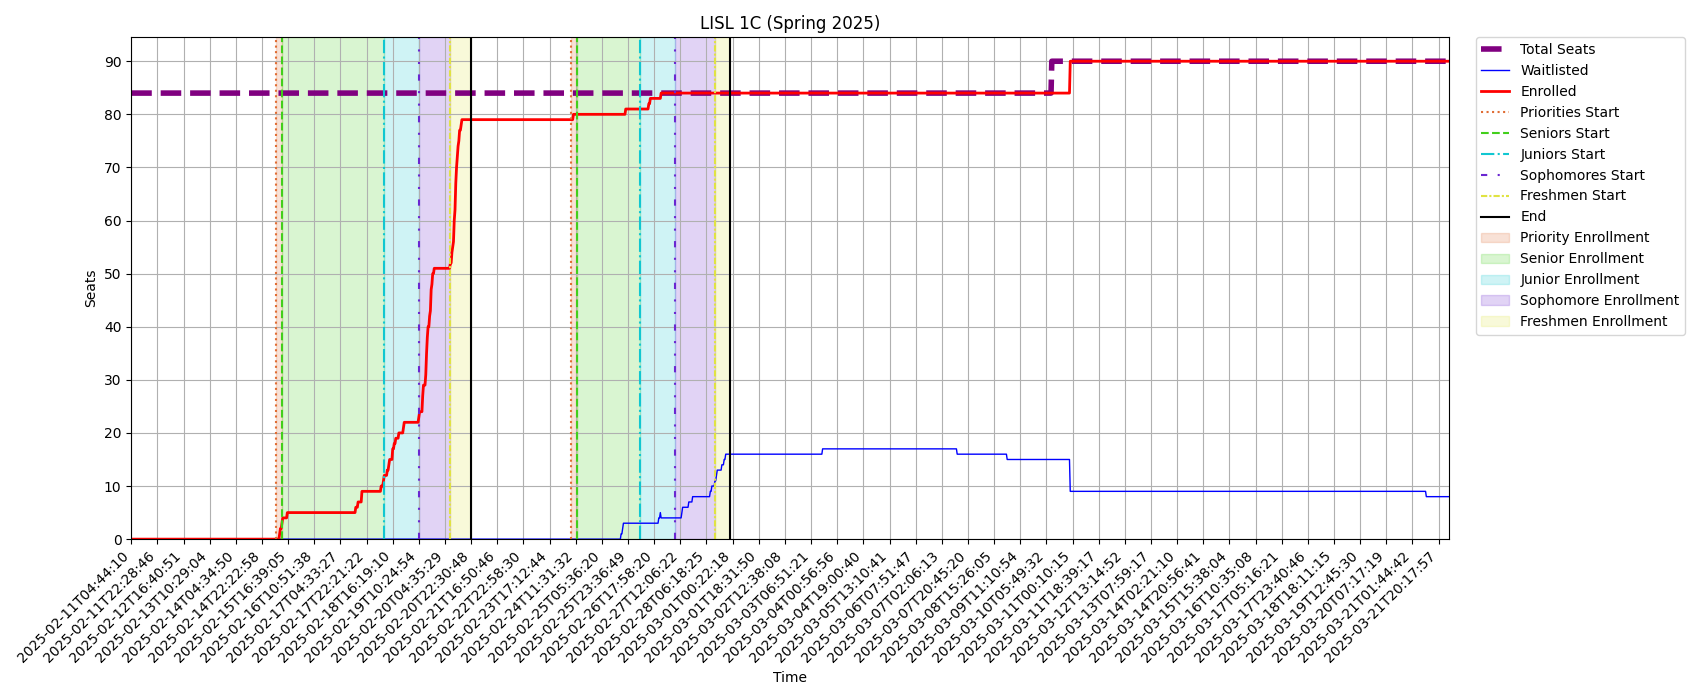 LISL 1C (Spring 2025)
Seats
90
80
70
60
50
40
30
20
10
0
2025-02-11T04:44:10
2025-02-11T22:28:46
2025-02-12T16:40:51
2025-02-13T10:29:04
2025-02-14T04:34:50
2025-02-14T22:22:58
2025-02-15T16:39:05
2025-02-16T10:51:38
2025-02-17T04:33:27
2025-02-17T22:21:22
2025-02-18T16:19:10
2025-02-19T10:24:54
2025-02-20T04:35:29
2025-02-20T22:30:48
2025-02-21T16:50:46
2025-02-22T10:58:30
2025-02-23T17:12:44
2025-02-24T11:31:32
2025-02-25T05:36:20
2025-02-25T23:36:49
2025-02-26T17:58:20
2025-02-27T12:06:22
2025-02-28T06:18:25
2025-03-01T00:22:18
2025-03-01T18:31:50
2025-03-02T12:38:08
2025-03-03T06:51:21
2025-03-04T00:56:56
2025-03-04T19:00:40
2025-03-05T13:10:41
2025-03-06T07:51:47
2025-03-07T02:06:13
2025-03-07T20:45:20
2025-03-08T15:26:05
2025-03-09T11:10:54
2025-03-10T05:49:32
2025-03-11T00:10:15
2025-03-11T18:39:17
2025-03-12T13:14:52
2025-03-13T07:59:17
2025-03-14T02:21:10
2025-03-14T20:56:41
2025-03-15T15:38:04
2025-03-16T10:35:08
2025-03-17T05:16:21
2025-03-17T23:40:46
2025-03-18T18:11:15
2025-03-19T12:45:30
2025-03-20T07:17:19
2025-03-21T01:44:42
2025-03-21T20:17:57
Time
Total Seats
Waitlisted
Enrolled
Priorities Start
Seniors Start
Juniors Start
Sophomores Start
Freshmen Start
End
Priority Enrollment
Senior Enrollment
Junior Enrollment
Sophomore Enrollment
Freshmen Enrollment